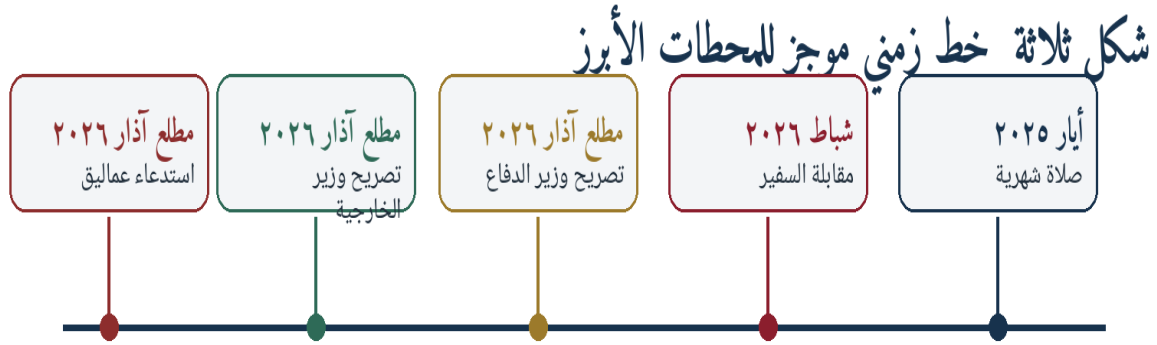 شكل ثلاثة خط زمني موجز للمحطات الأبرز
أيار ٢٠٢٥
صلاة شهرية
شباط ٢٠٢٦
مقابلة السفير
مطلع آذار ٢٠٢٦
تصريح وزير الدفاع
مطلع آذار ٢٠٢٦
تصريح وزير
الخارجية
مطلع آذار ٢٠٢٦
استدعاء عماليق